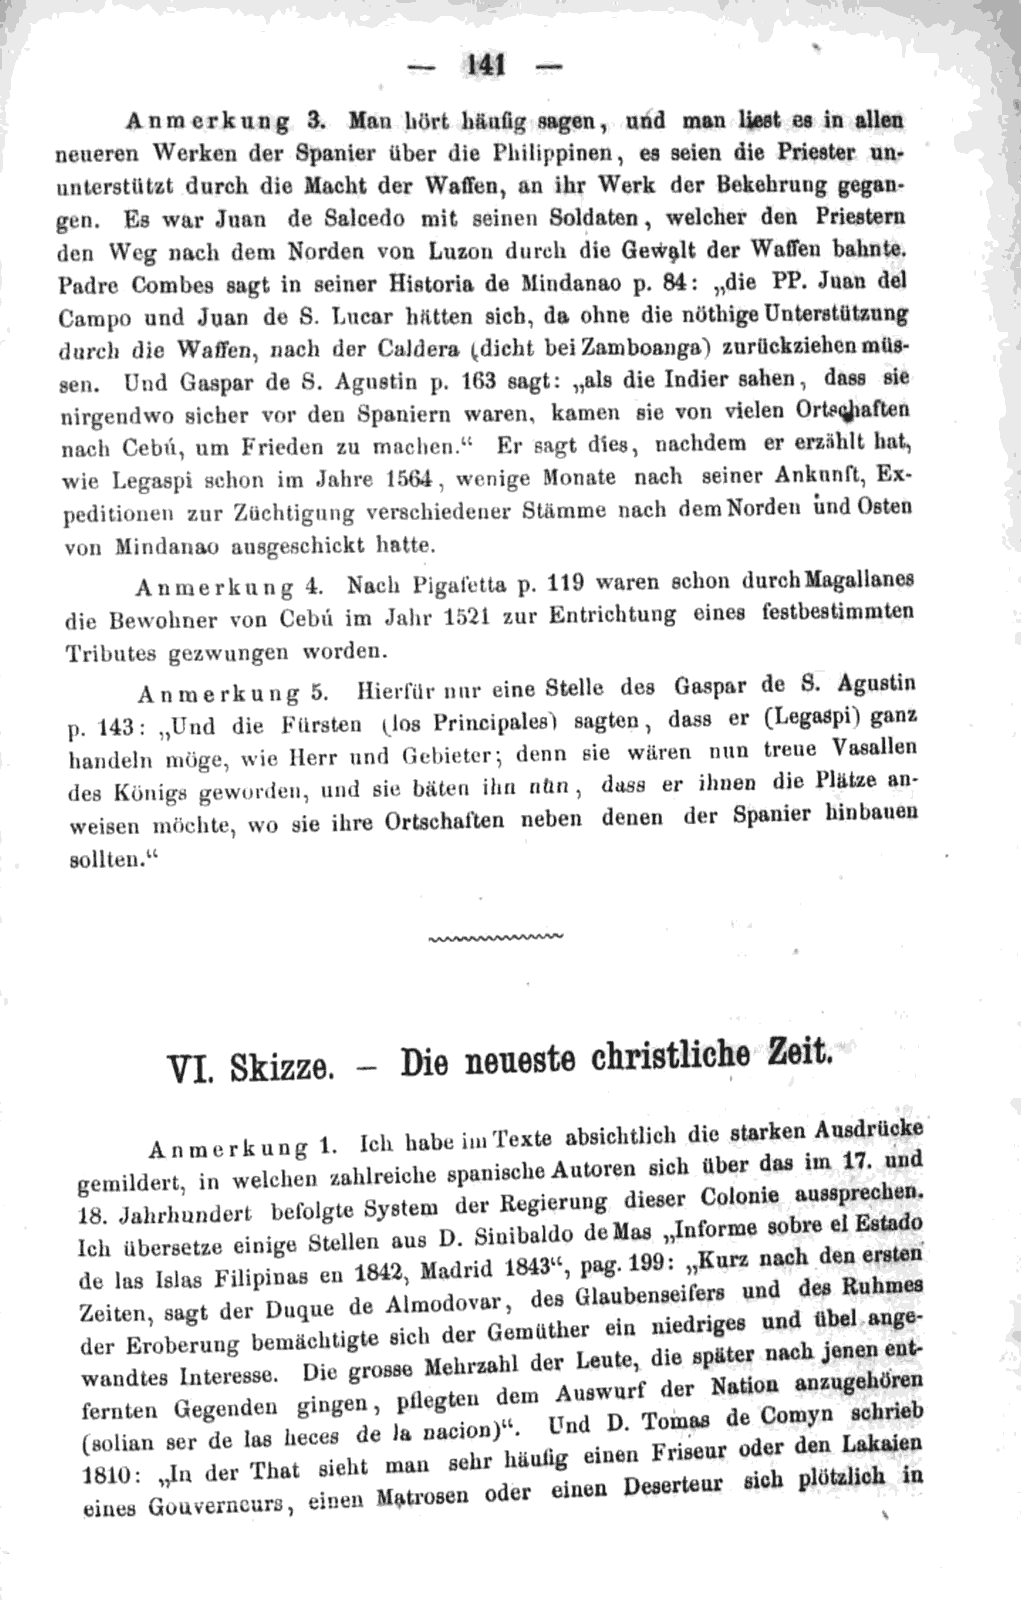 — 141 —
Anmerkung 3. Man hört häufig sagen, und man liest es in allen
neueren Werken der Spanier über die Philippinen, es seien die Priester un-
unterstützt durch die Macht der Waffen, an ihr Werk der Bekehrung gegan-
gen. Es war Juan de Salcedo mit seinen Soldaten, welcher den Priestern
den Weg nach dem Norden von Luzon durch die Gewalt der Waffen bahnte.
Padre Combes sagt in seiner Historia de Mindanao p. 84: „die PP. Juan del
Campo und Juan de S. Lucar hätten sich, da ohne die nöthige Unterstützung
durch die Waffen, nach der Caldera (dicht bei Zamboanga) zurückziehen müs-
sen. Und Gaspar de S. Agustin p. 163 sagt: „als die Indier sahen, dass sie
nirgendwo sicher vor den Spaniern waren, kamen sie von vielen Ortschaften
nach Cebú, um Frieden zu machen.“ Er sagt dies, nachdem er erzählt hat,
wie Legaspi schon im Jahre 1564, wenige Monate nach seiner Ankunft, Ex-
peditionen zur Züchtigung verschiedener Stämme nach dem Norden und Osten
von Mindanao ausgeschickt hatte.
Anmerkung 4. Nach Pigafetta p. 119 waren schon durch Magallanes
die Bewohner von Cebú im Jahr 1521 zur Entrichtung eines festbestimmten
Tributes gezwungen worden.
Anmerkung 5. Hierfür nur eine Stelle des Gaspar de S. Agustin
p. 143: „Und die Fürsten (los Principales) sagten, dass er (Legaspi) ganz
handeln möge, wie Herr und Gebieter; denn sie wären nun treue Vasallen
des Königs geworden, und sie bäten ihn nun, dass er ihnen die Plätze an-
weisen möchte, wo sie ihre Ortschaften neben denen der Spanier hinbauen
sollten.“
VI. Skizze. – Die neueste christliche Zeit.
Anmerkung 1. Ich habe im Texte absichtlich die starken Ausdrücke
gemildert, in welchen zahlreiche spanische Autoren sich über das im 17. und
18. Jahrhundert befolgte System der Regierung dieser Colonie aussprechen.
Ich übersetze einige Stellen aus D. Sinibaldo de Mas „Informe sobre el Estado
de las Islas Filipinas en 1842, Madrid 1843“, pag. 199: „Kurz nach den ersten
Zeiten, sagt der Duque de Almodovar, des Glaubenseifers und des Ruhmes
der Eroberung bemächtigte sich der Gemüther ein niedriges und übel ange-
wandtes Interesse. Die grosse Mehrzahl der Leute, die später nach jenen ent-
fernten Gegenden gingen, pflegten dem Auswurf der Nation anzugehören
(solian ser de las heces de la nacion)“. Und D. Tomas de Comyn schrieb
1810: „In der That sieht man sehr häufig einen Friseur oder den Lakaien
eines Gouverneurs, einen Matrosen oder einen Deserteur sich plötzlich in